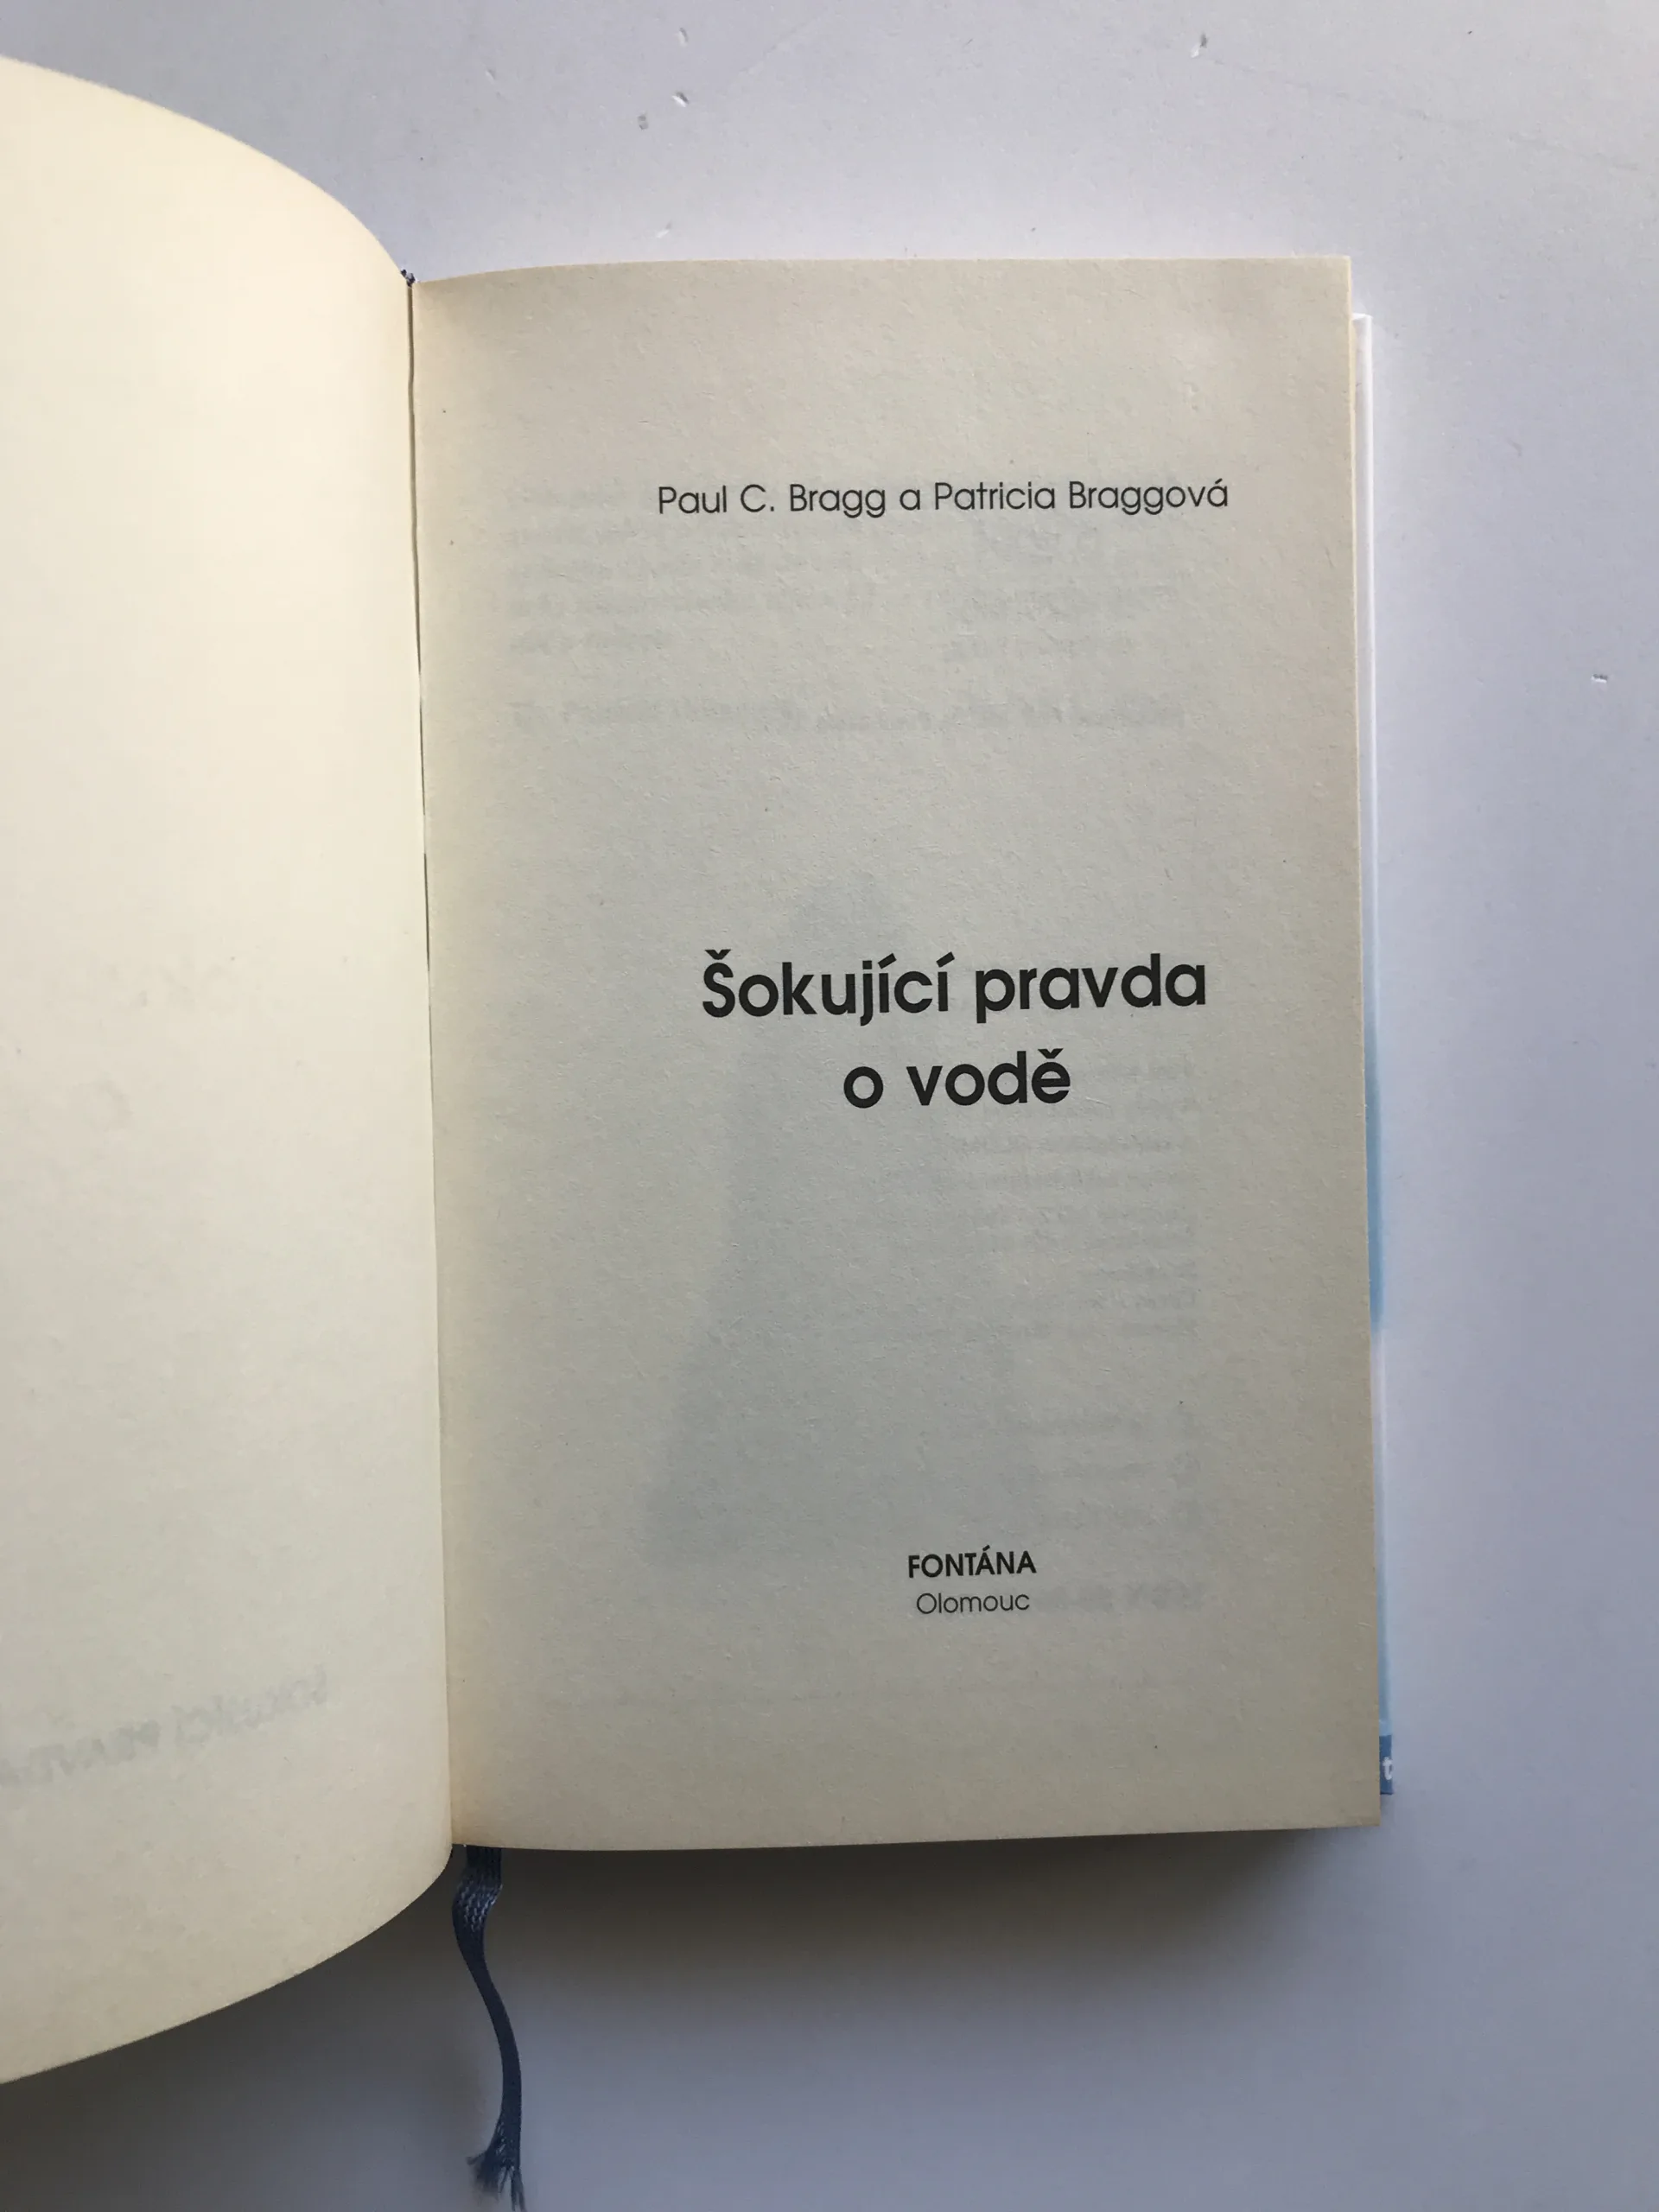 Paul C. Bragg a Patricia Braggová
Šokující pravda
o vodě
FONTÁNA
Olomouc
t